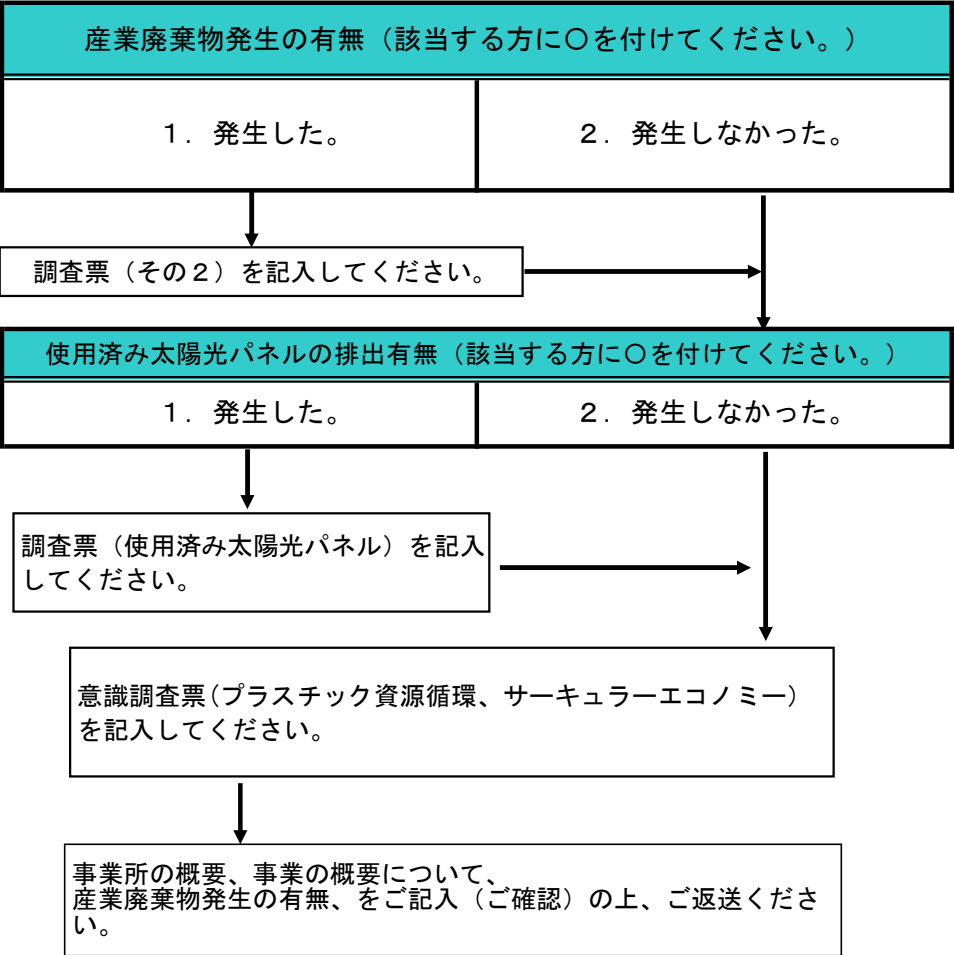 産業廃棄物発生の有無（該当する方に○を付けてください。）
１．発生した。
２．発生しなかった。
調査票（その２）を記入してください。
使用済み太陽光パネルの排出有無（該当する方に○を付けてください。）
１．発生した。
２．発生しなかった。
調査票（使用済み太陽光パネル）を記入
してください。
意識調査票（プラスチック資源循環、サーキュラーエコノミー）
を記入してください。
事業所の概要、事業の概要について、
産業廃棄物発生の有無、をご記入（ご確認）の上、ご返送くださ
い。